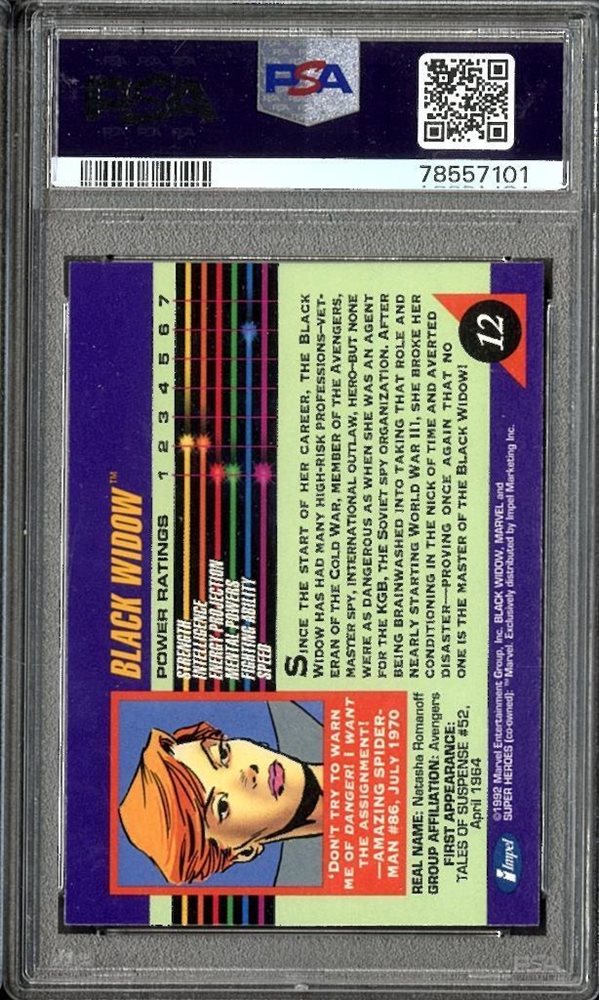 PSA
PSA
78557101
BLACK WIDOW™
POWER RATINGS 1 2 3 4 5 6 7
STRENGTH
INTELLIGENCE
ENERGY PROJECTION
MENTAL POWERS
FIGHTING ABILITY
SPEED
SINCE THE START OF HER CAREER, THE BLACK
WIDOW HAS HAD MANY HIGH-RISK PROFESSIONS—VET-
ERAN OF THE COLD WAR, MEMBER OF THE AVENGERS,
MASTER SPY, INTERNATIONAL OUTLAW, HERO—BUT NONE
WERE AS DANGEROUS AS WHEN SHE WAS AN AGENT
FOR THE KGB, THE SOVIET SPY ORGANIZATION. AFTER
BEING BRAINWASHED INTO TAKING THAT ROLE AND
NEARLY STARTING WORLD WAR III, SHE BROKE HER
CONDITIONING IN THE NICK OF TIME AND AVERTED
DISASTER—PROVING ONCE AGAIN THAT NO
ONE IS THE MASTER OF THE BLACK WIDOW!
12
'DON'T TRY TO WARN
ME OF DANGER! I WANT
THE ASSIGNMENT!
—AMAZING SPIDER-
MAN #86, JULY 1970
REAL NAME: Natasha Romanoff
GROUP AFFILIATION: Avengers
FIRST APPEARANCE:
TALES OF SUSPENSE #52,
April 1964
Impel
©1992 Marvel Entertainment Group, Inc. BLACK WIDOW, MARVEL and
SUPER HEROES (co-owned): ™ Marvel. Exclusively distributed by Impel Marketing Inc.
PSA